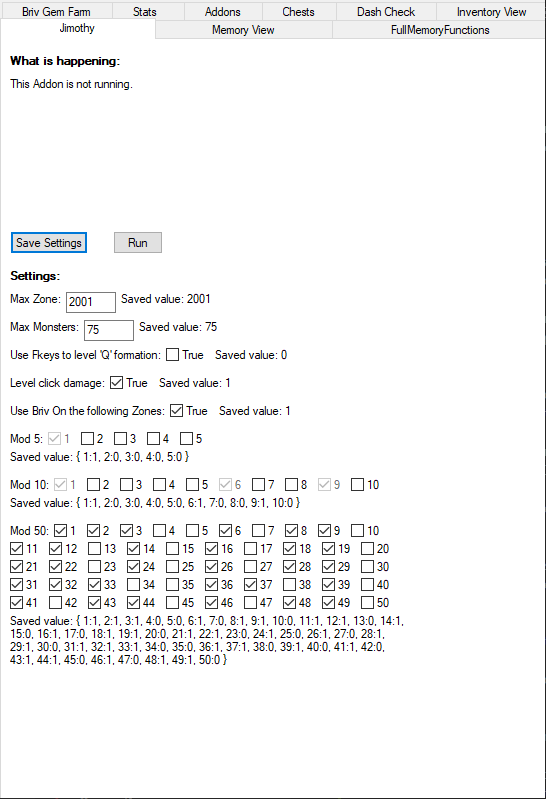 Briv Gem Farm Stats Addons Chests Dash Check Inventory View
Jimothy Memory View FullMemoryFunctions
What is happening:
This Addon is not running.
Save Settings Run
Settings:
Max Zone: 2001 Saved value: 2001
Max Monsters: 75 Saved value: 75
Use Fkeys to level 'Q' formation: True Saved value: 0
Level click damage: True Saved value: 1
Use Briv On the following Zones: True Saved value: 1
Mod 5: 1 2 3 4 5
Saved value: { 1:1, 2:0, 3:0, 4:0, 5:0 }
Mod 10: 1 2 3 4 5 6 7 8 9 10
Saved value: { 1:1, 2:0, 3:0, 4:0, 5:0, 6:1, 7:0, 8:0, 9:1, 10:0 }
Mod 50: 1 2 3 4 5 6 7 8 9 10
11 12 13 14 15 16 17 18 19 20
21 22 23 24 25 26 27 28 29 30
31 32 33 34 35 36 37 38 39 40
41 42 43 44 45 46 47 48 49 50
Saved value: { 1:1, 2:1, 3:1, 4:0, 5:0, 6:1, 7:0, 8:1, 9:1, 10:0, 11:1, 12:1, 13:0, 14:1,
15:0, 16:1, 17:0, 18:1, 19:1, 20:0, 21:1, 22:1, 23:0, 24:1, 25:0, 26:1, 27:0, 28:1,
29:1, 30:0, 31:1, 32:1, 33:1, 34:0, 35:0, 36:1, 37:1, 38:0, 39:1, 40:0, 41:1, 42:0,
43:1, 44:1, 45:0, 46:1, 47:0, 48:1, 49:1, 50:0 }